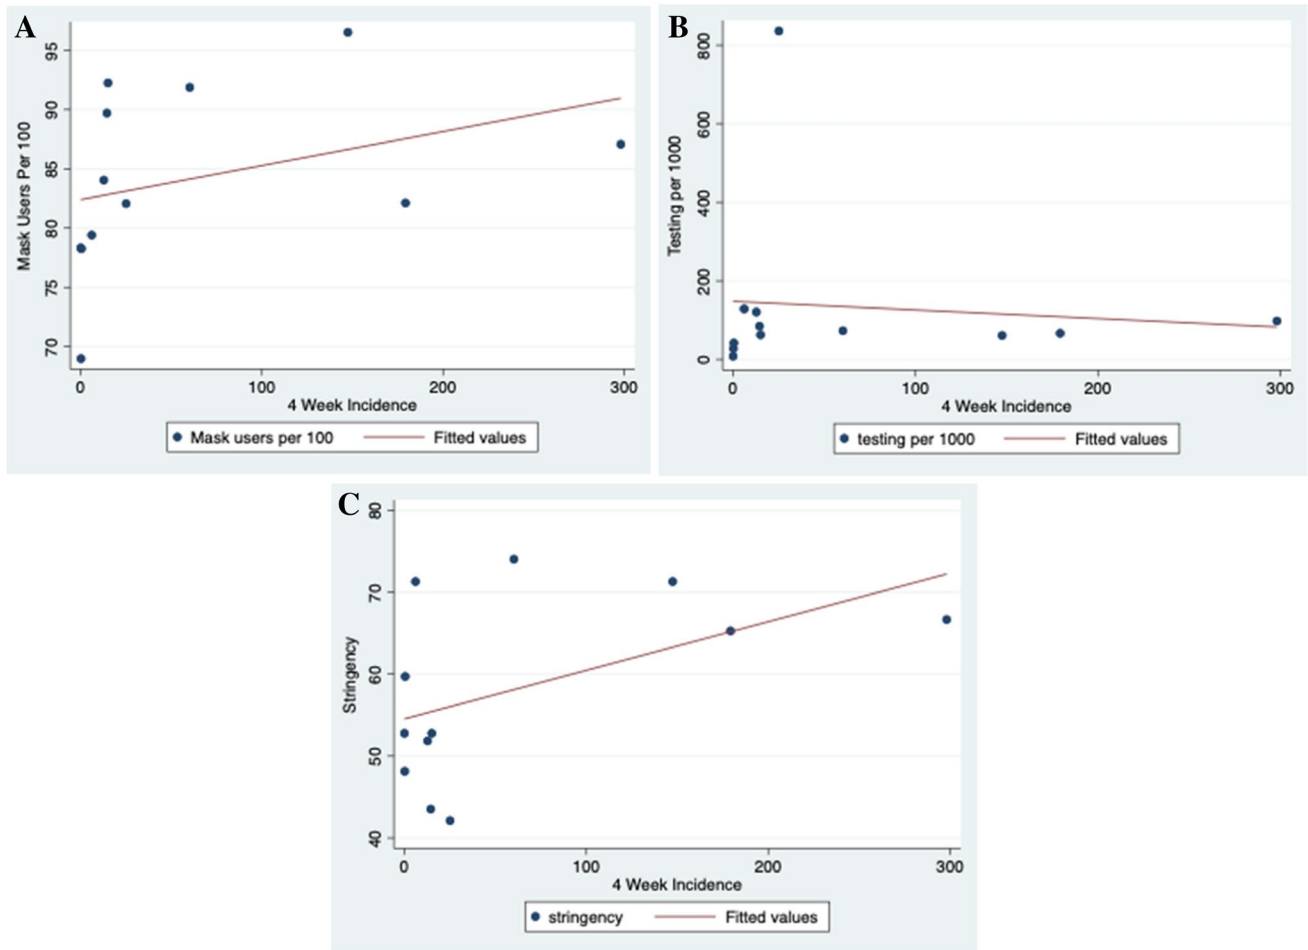 A
Mask Users Per 100
95
90
85
80
75
70
0 100 200 300
4 Week Incidence
Mask users per 100 Fitted values
B
Testing per 1000
800
600
400
200
0
0 100 200 300
4 Week Incidence
testing per 1000 Fitted values
C
Stringency
80
70
60
50
40
0 100 200 300
4 Week Incidence
stringency Fitted values